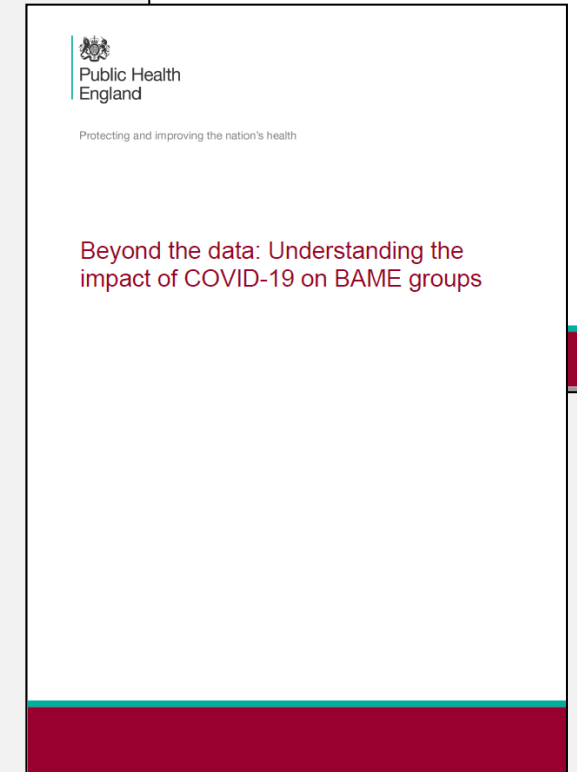 Public Health
England
Protecting and improving the nation's health
Beyond the data: Understanding the
impact of COVID-19 on BAME groups